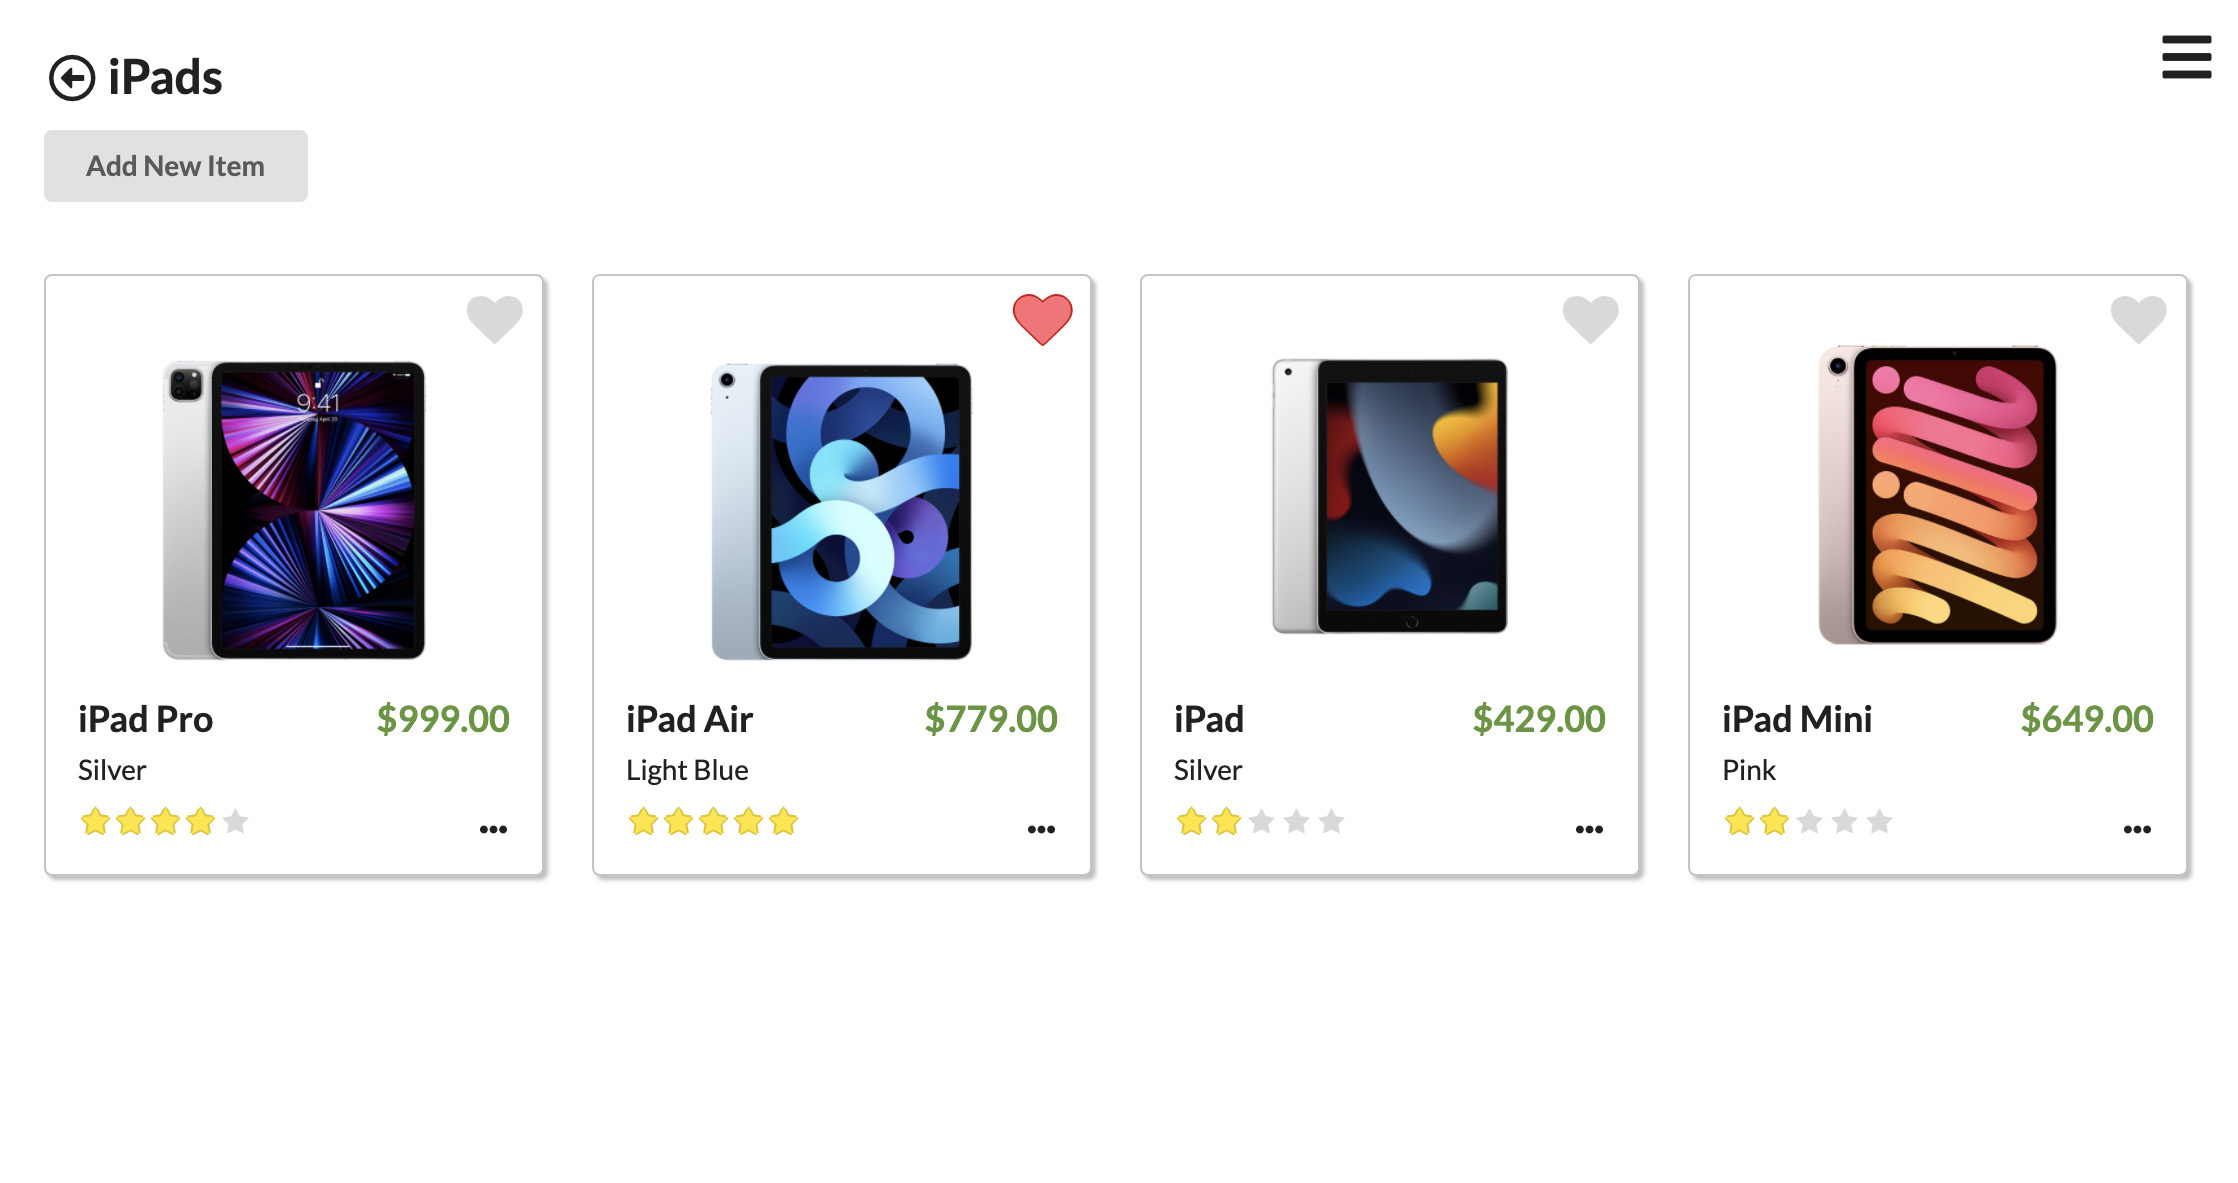 iPads
Add New Item
9:41
iPad Pro $999.00
Silver
iPad Air $779.00
Light Blue
iPad $429.00
Silver
iPad Mini $649.00
Pink